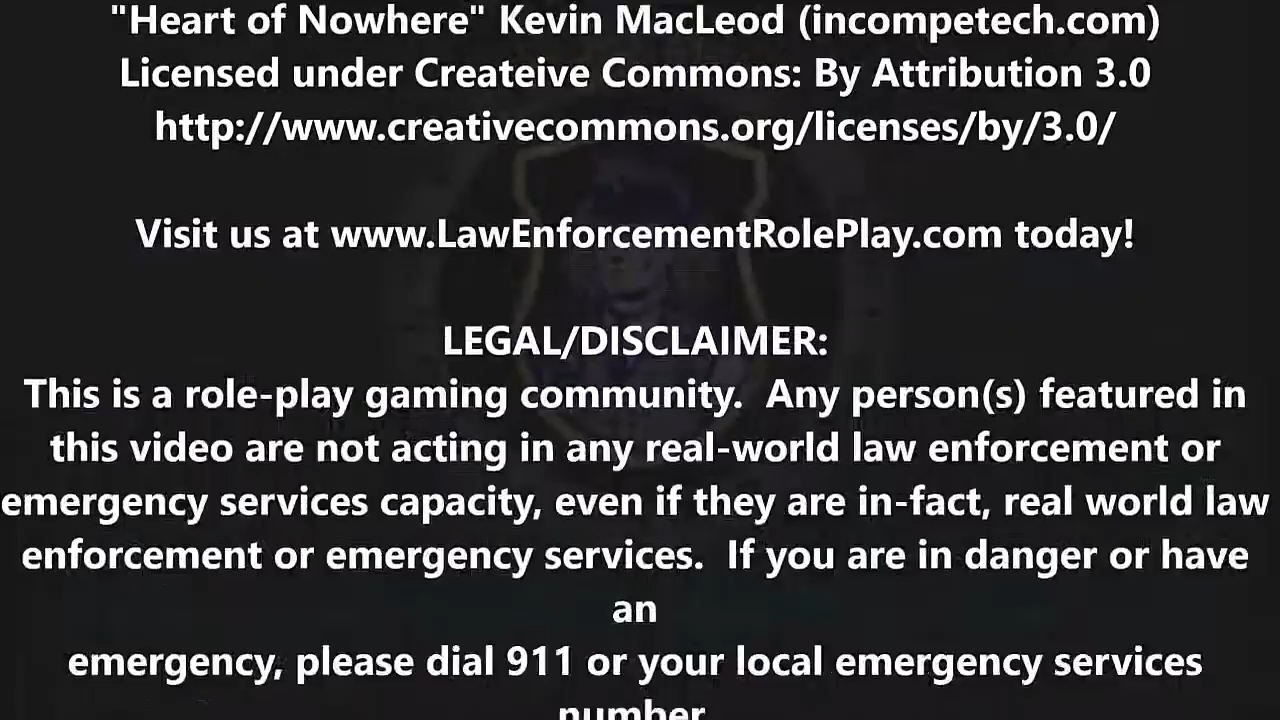 "Heart of Nowhere" Kevin MacLeod (incompetech.com)
Licensed under Createive Commons: By Attribution 3.0
http://www.creativecommons.org/licenses/by/3.0/
Visit us at www.LawEnforcementRolePlay.com today!
LEGAL/DISCLAIMER:
This is a role-play gaming community.  Any person(s) featured in
this video are not acting in any real-world law enforcement or
emergency services capacity, even if they are in-fact, real world law
enforcement or emergency services.  If you are in danger or have
an
emergency, please dial 911 or your local emergency services
number